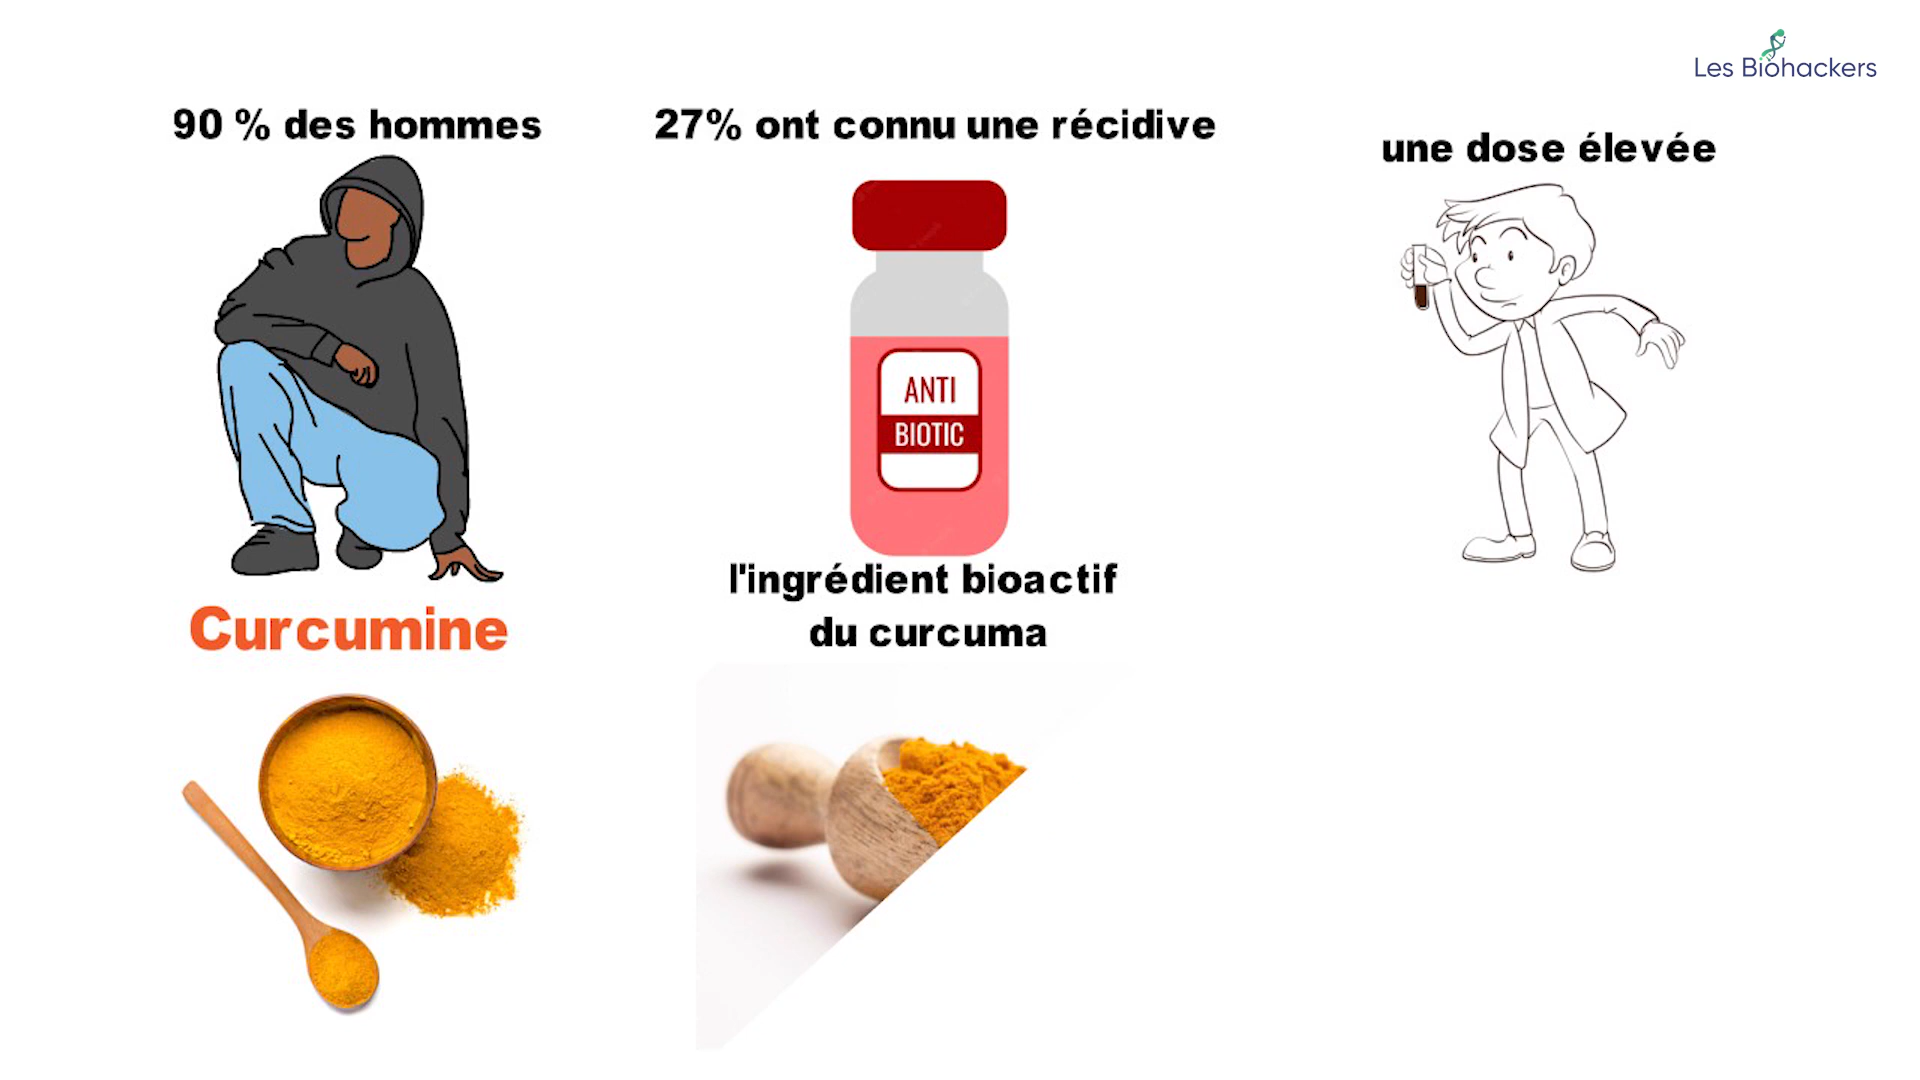 Les Biohackers
90 % des hommes
27% ont connu une récidive
une dose élevée
ANTI
BIOTIC
l'ingrédient bioactif
du curcuma
Curcumine